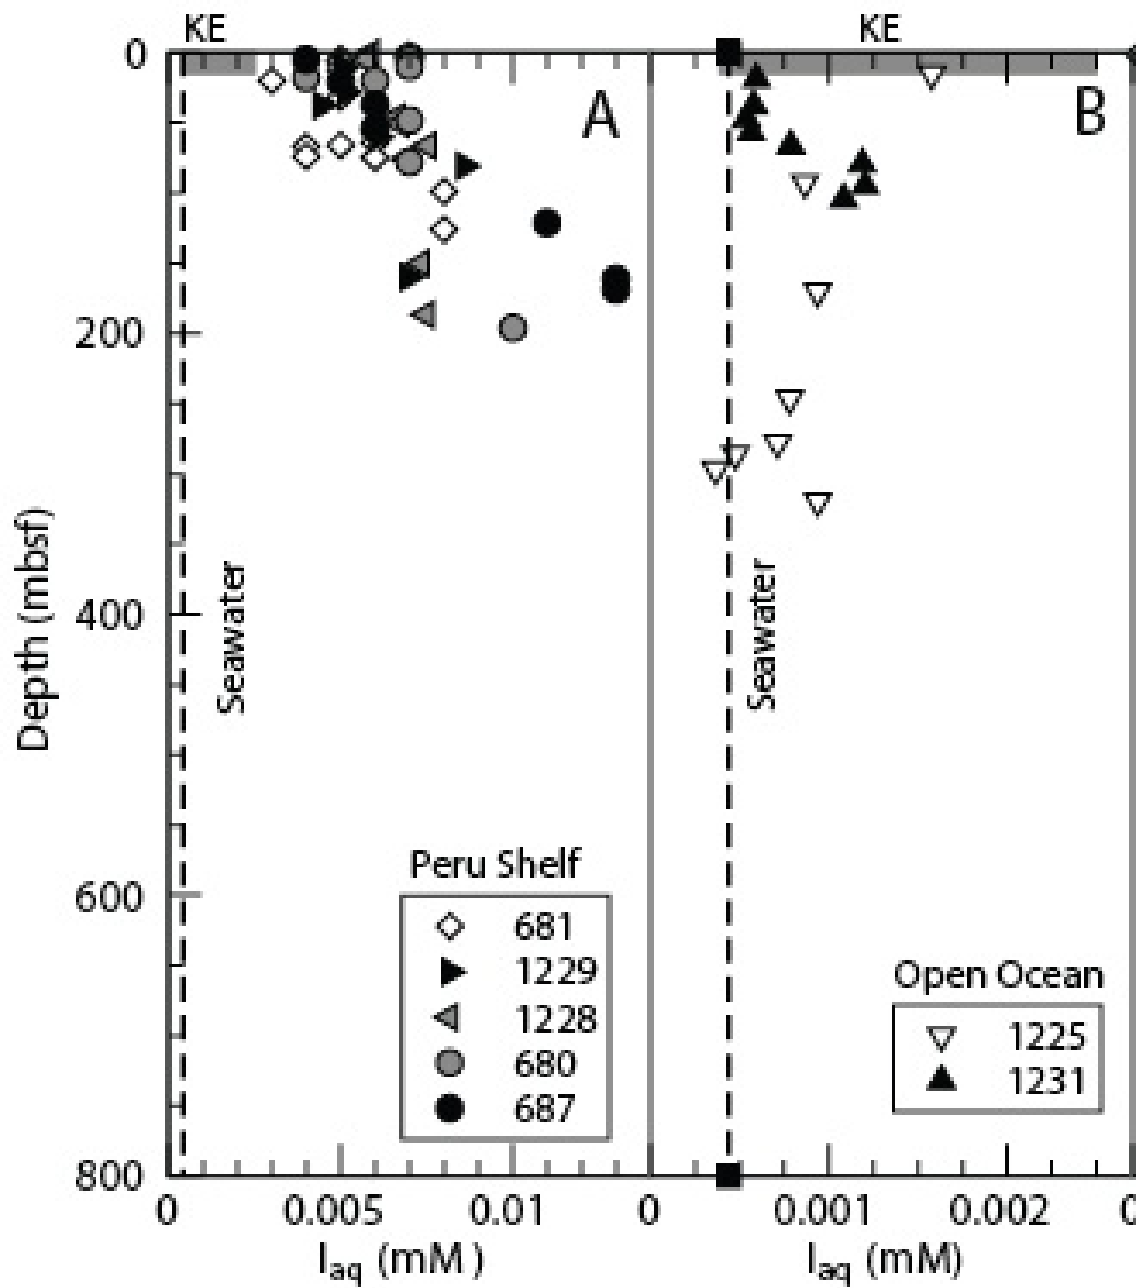 KE
KE
A
B
0
200
400
600
800
Depth (mbsf)
Seawater
Seawater
Peru Shelf
681
1229
1228
680
687
Open Ocean
1225
1231
0 0.005 0.01 0 0.001 0.002 0
Iaq (mM) Iaq (mM)